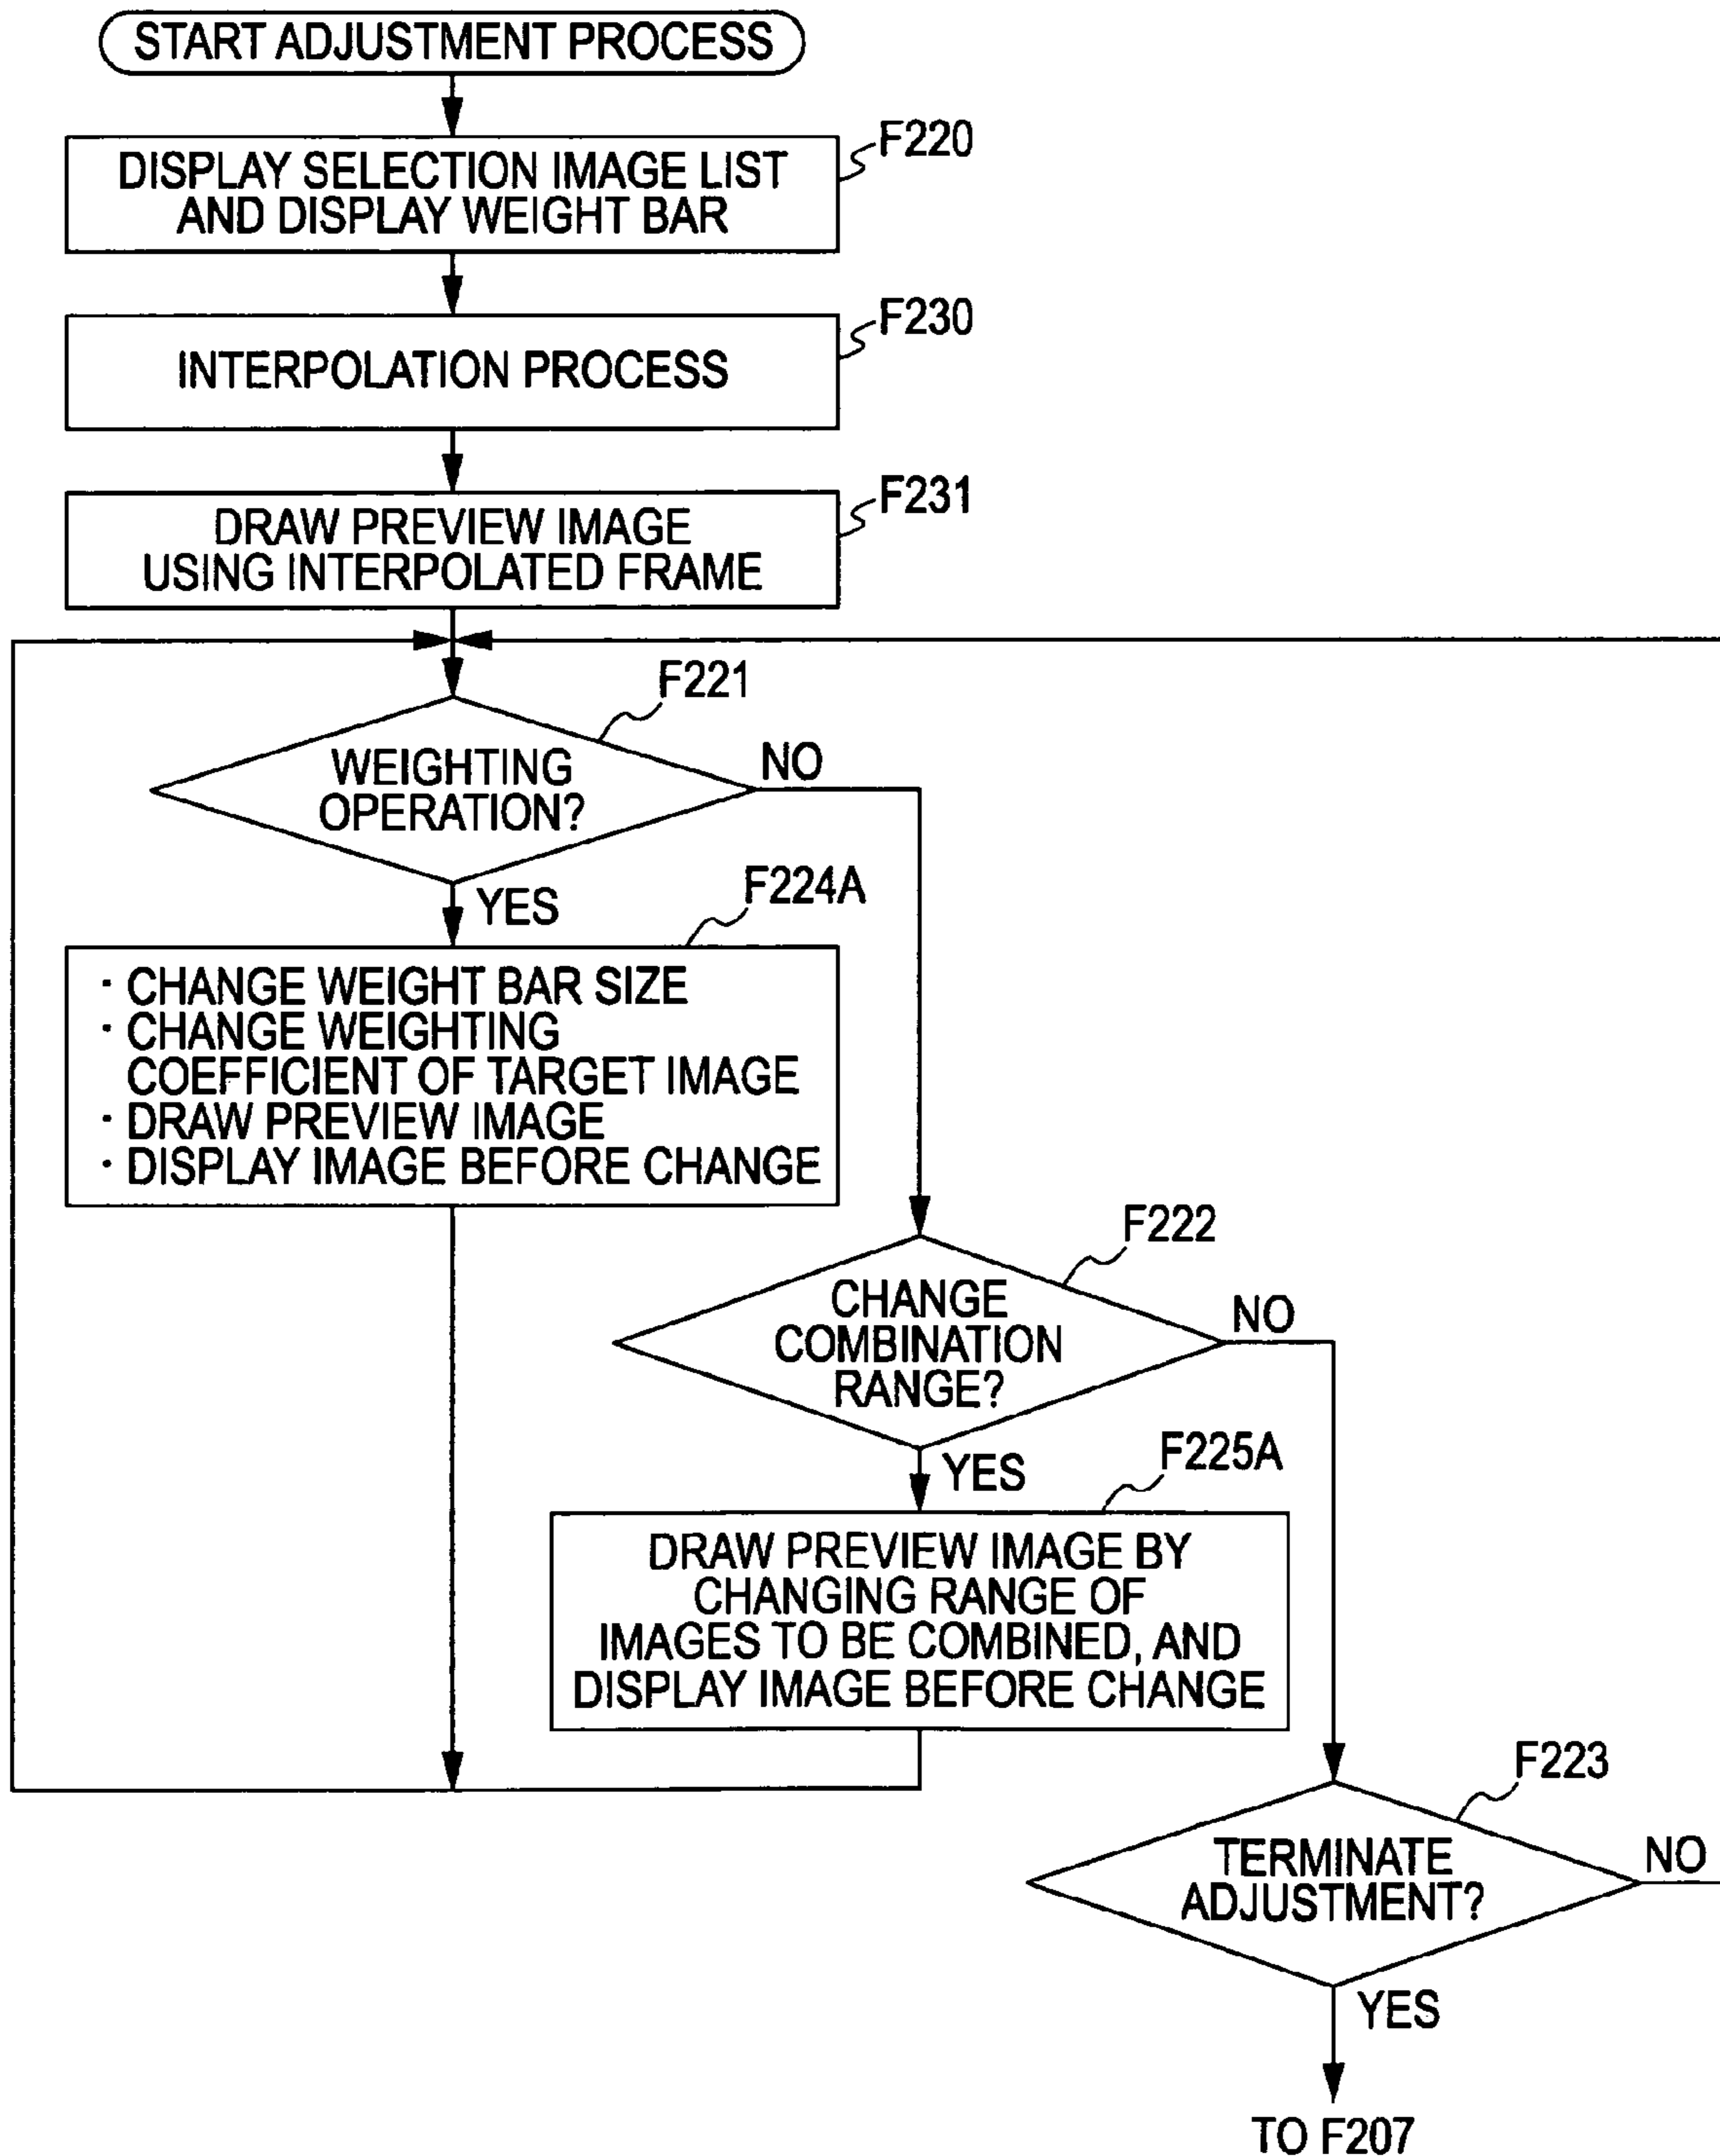 START ADJUSTMENT PROCESS
F220
DISPLAY SELECTION IMAGE LIST
AND DISPLAY WEIGHT BAR
F230
INTERPOLATION PROCESS
F231
DRAW PREVIEW IMAGE
USING INTERPOLATED FRAME
F221
WEIGHTING
OPERATION?
NO
YES
F224A
· CHANGE WEIGHT BAR SIZE
· CHANGE WEIGHTING
COEFFICIENT OF TARGET IMAGE
· DRAW PREVIEW IMAGE
· DISPLAY IMAGE BEFORE CHANGE
F222
CHANGE
COMBINATION
RANGE?
NO
YES
F225A
DRAW PREVIEW IMAGE BY
CHANGING RANGE OF
IMAGES TO BE COMBINED, AND
DISPLAY IMAGE BEFORE CHANGE
F223
TERMINATE
ADJUSTMENT?
NO
YES
TO F207